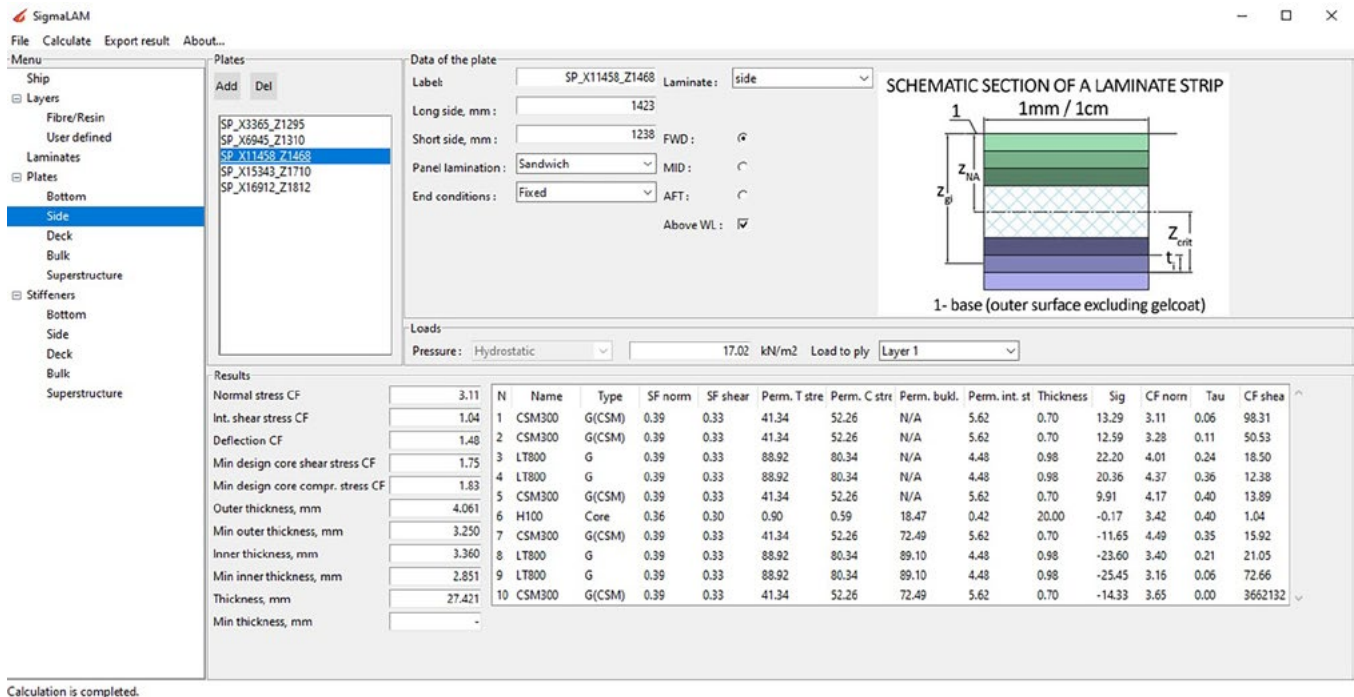 SigmaLAM
File Calculate Export result About...
Menu
Ship
Layers
Fibre/Resin
User defined
Laminates
Plates
Bottom
Side
Deck
Bulk
Superstructure
Stiffeners
Bottom
Side
Deck
Bulk
Superstructure
Plates
Add Del
SP_X3365_Z1295
SP_X6945_Z1310
SP_X11458_Z1468
SP_X15343_Z1710
SP_X16912_Z1812
Data of the plate
Label: SP_X11458_Z1468 Laminate: side
Long side, mm: 1423
Short side, mm: 1238 FWD:
Panel lamination: Sandwich MID:
End conditions: Fixed AFT:
Above WL:
SCHEMATIC SECTION OF A LAMINATE STRIP
1 1mm / 1cm
z NA
z gi
Z crit
t i
1- base (outer surface excluding gelcoat)
Loads
Pressure: Hydrostatic 17.02 kN/m2 Load to ply Layer 1
Results
Normal stress CF 3.11
Int. shear stress CF 1.04
Deflection CF 1.48
Min design core shear stress CF 1.75
Min design core compr. stress CF 1.83
Outer thickness, mm 4.061
Min outer thickness, mm 3.250
Inner thickness, mm 3.360
Min inner thickness, mm 2.851
Thickness, mm 27.421
Min thickness, mm -
N Name Type SF norm SF shear Perm. T stre Perm. C stre Perm. bukl. Perm. int. st Thickness Sig CF norn Tau CF shea
1 CSM300 G(CSM) 0.39 0.33 41.34 52.26 N/A 5.62 0.70 13.29 3.11 0.06 98.31
2 CSM300 G(CSM) 0.39 0.33 41.34 52.26 N/A 5.62 0.70 12.59 3.28 0.11 50.53
3 LT800 G 0.39 0.33 88.92 80.34 N/A 4.48 0.98 22.20 4.01 0.24 18.50
4 LT800 G 0.39 0.33 88.92 80.34 N/A 4.48 0.98 20.36 4.37 0.36 12.38
5 CSM300 G(CSM) 0.39 0.33 41.34 52.26 N/A 5.62 0.70 9.91 4.17 0.40 13.89
6 H100 Core 0.36 0.30 0.90 0.59 18.47 0.42 20.00 -0.17 3.42 0.40 1.04
7 CSM300 G(CSM) 0.39 0.33 41.34 52.26 72.49 5.62 0.70 -11.65 4.49 0.35 15.92
8 LT800 G 0.39 0.33 88.92 80.34 89.10 4.48 0.98 -23.60 3.40 0.21 21.05
9 LT800 G 0.39 0.33 88.92 80.34 89.10 4.48 0.98 -25.45 3.16 0.06 72.66
10 CSM300 G(CSM) 0.39 0.33 41.34 52.26 72.49 5.62 0.70 -14.33 3.65 0.00 3662132
Calculation is completed.